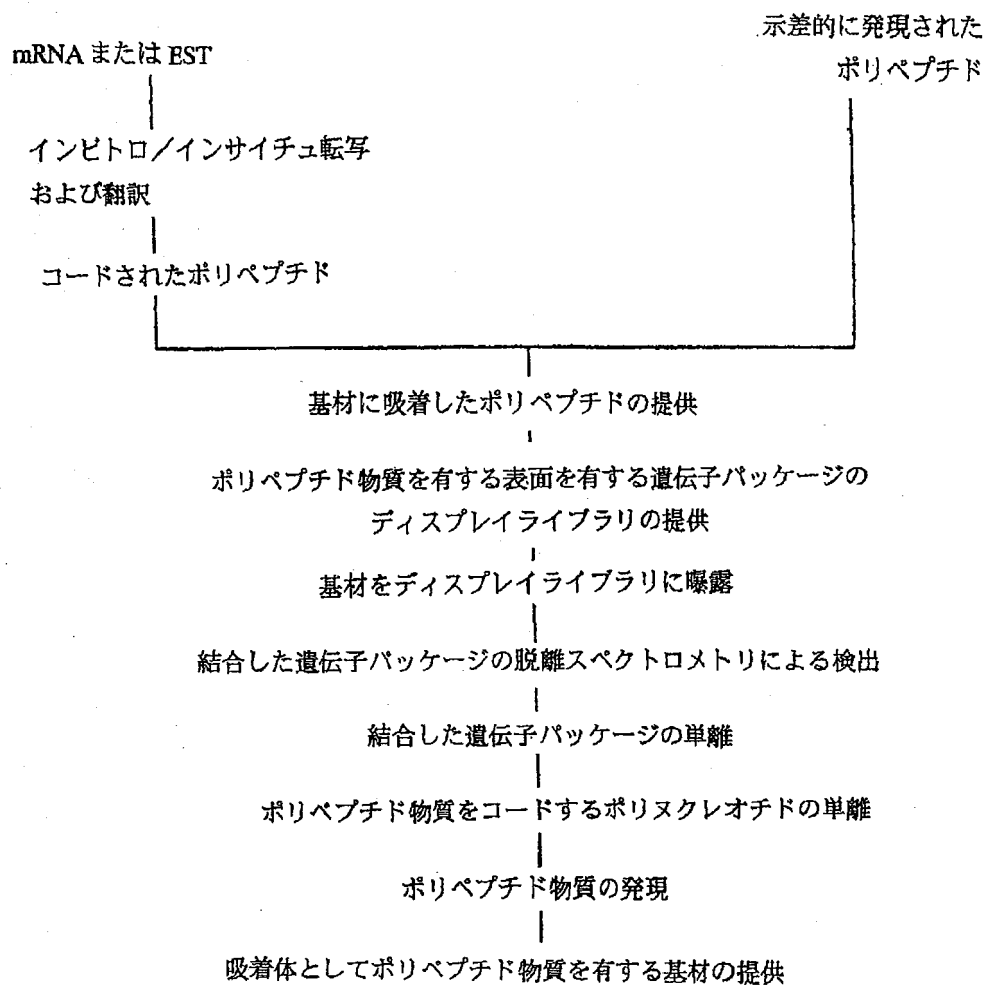 mRNA または EST
示差的に発現された
ポリペプチド
インビトロ/インサイチュ転写
および翻訳
コードされたポリペプチド
基材に吸着したポリペプチドの提供
ポリペプチド物質を有する表面を有する遺伝子パッケージの
ディスプレイライブラリの提供
基材をディスプレイライブラリに曝露
結合した遺伝子パッケージの脱離スペクトロメトリによる検出
結合した遺伝子パッケージの単離
ポリペプチド物質をコードするポリヌクレオチドの単離
ポリペプチド物質の発現
吸着体としてポリペプチド物質を有する基材の提供